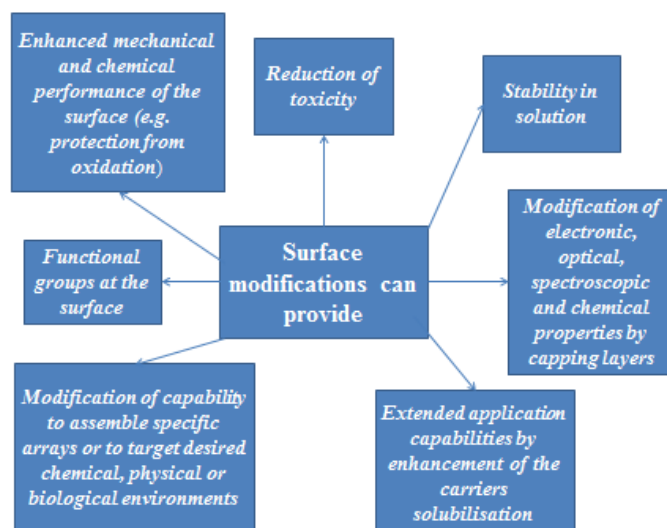 Enhanced mechanical
and chemical
performance of the
surface (e.g.
protection from
oxidation)
Reduction of
toxicity
Stability in
solution
Functional
groups at the
surface
Surface
modifications can
provide
Modification of
electronic,
optical,
spectroscopic
and chemical
properties by
capping layers
Modification of capability
to assemble specific
arrays or to target desired
chemical, physical or
biological environments
Extended application
capabilities by
enhancement of the
carriers
solubilisation